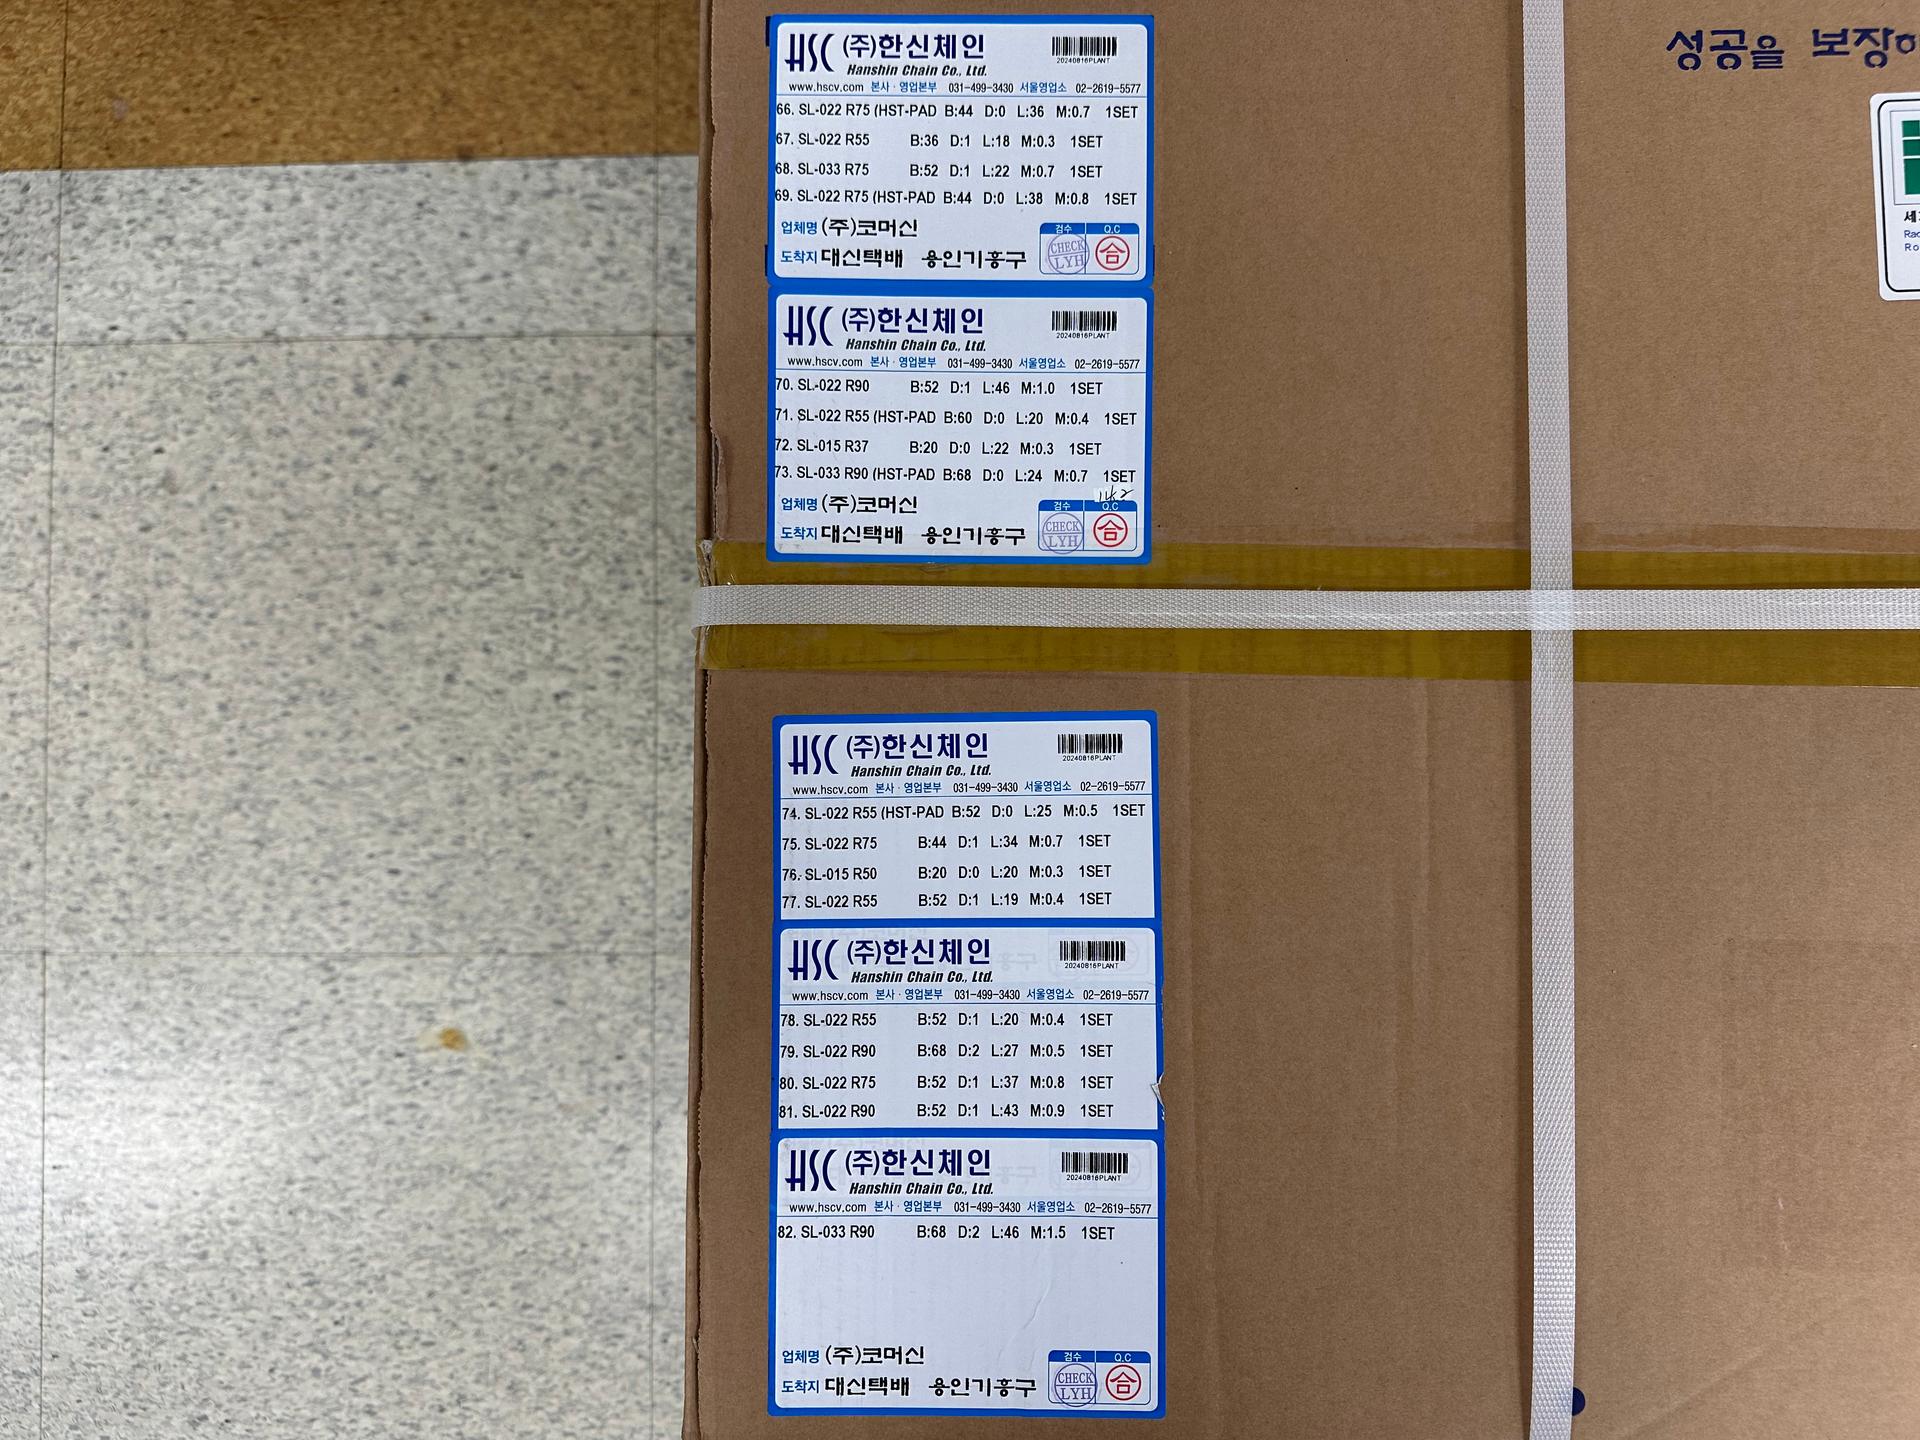 HSC (주)한신체인
Hanshin Chain Co., Ltd.
20240816PLANT
www.hscv.com 본사·영업본부 031-499-3430 서울영업소 02-2619-5577
66. SL-022 R75 (HST-PAD B:44 D:0 L:36 M:0.7 1SET
67. SL-022 R55 B:36 D:1 L:18 M:0.3 1SET
68. SL-033 R75 B:52 D:1 L:22 M:0.7 1SET
69. SL-022 R75 (HST-PAD B:44 D:0 L:38 M:0.8 1SET
업체명 (주)코머신
검수 Q.C
도착지 대신택배 용인기흥구
CHECK LYH 合
HSC (주)한신체인
Hanshin Chain Co., Ltd.
20240816PLANT
www.hscv.com 본사·영업본부 031-499-3430 서울영업소 02-2619-5577
70. SL-022 R90 B:52 D:1 L:46 M:1.0 1SET
71. SL-022 R55 (HST-PAD B:60 D:0 L:20 M:0.4 1SET
72. SL-015 R37 B:20 D:0 L:22 M:0.3 1SET
73. SL-033 R90 (HST-PAD B:68 D:0 L:24 M:0.7 1SET
업체명 (주)코머신
검수 Q.C
도착지 대신택배 용인기흥구
CHECK LYH 合
HSC (주)한신체인
Hanshin Chain Co., Ltd.
20240816PLANT
www.hscv.com 본사·영업본부 031-499-3430 서울영업소 02-2619-5577
74. SL-022 R55 (HST-PAD B:52 D:0 L:25 M:0.5 1SET
75. SL-022 R75 B:44 D:1 L:34 M:0.7 1SET
76. SL-015 R50 B:20 D:0 L:20 M:0.3 1SET
77. SL-022 R55 B:52 D:1 L:19 M:0.4 1SET
HSC (주)한신체인
Hanshin Chain Co., Ltd.
20240816PLANT
www.hscv.com 본사·영업본부 031-499-3430 서울영업소 02-2619-5577
78. SL-022 R55 B:52 D:1 L:20 M:0.4 1SET
79. SL-022 R90 B:68 D:2 L:27 M:0.5 1SET
80. SL-022 R75 B:52 D:1 L:37 M:0.8 1SET
81. SL-022 R90 B:52 D:1 L:43 M:0.9 1SET
HSC (주)한신체인
Hanshin Chain Co., Ltd.
20240816PLANT
www.hscv.com 본사·영업본부 031-499-3430 서울영업소 02-2619-5577
82. SL-033 R90 B:68 D:2 L:46 M:1.5 1SET
업체명 (주)코머신
검수 Q.C
도착지 대신택배 용인기흥구
CHECK LYH 合
성공을 보장